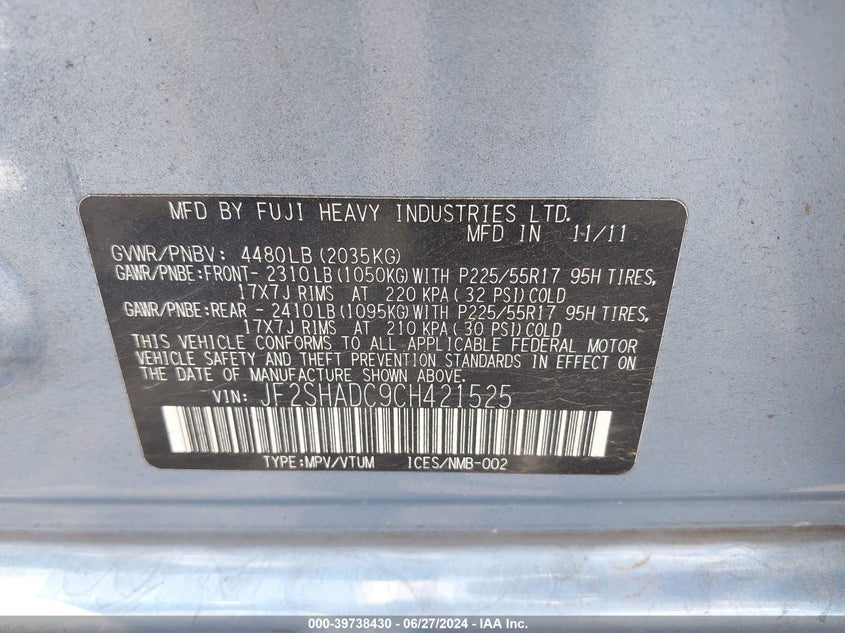 MFD BY FUJI HEAVY INDUSTRIES LTD.
MFD IN 11/11
GVWR/PNBV: 4480LB(2035KG)
GAWR/PNBE:FRONT- 2310LB(1050KG)WITH P225/55R17 95H TIRES,
17X7J RIMS AT 220 KPA( 32 PSI)COLD
GAWR/PNBE:REAR - 2410LB(1095KG)WITH P225/55R17 95H TIRES,
17X7J RIMS AT 210 KPA( 30 PSI)COLD
THIS VEHICLE CONFORMS TO ALL APPLICABLE FEDERAL MOTOR
VEHICLE SAFETY AND THEFT PREVENTION STANDARDS IN EFFECT ON
THE DATE OF MANUFACTURE SHOWN ABOVE.
VIN: JF2SHADC9CH421525
TYPE:MPV/VTUM ICES/NMB-002
000-39738430 - 06/27/2024 - IAA Inc.